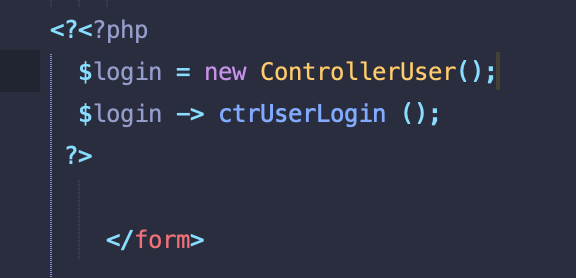 <?<?php
$login = new ControllerUser();
$login -> ctrUserLogin ();
?>
</form>